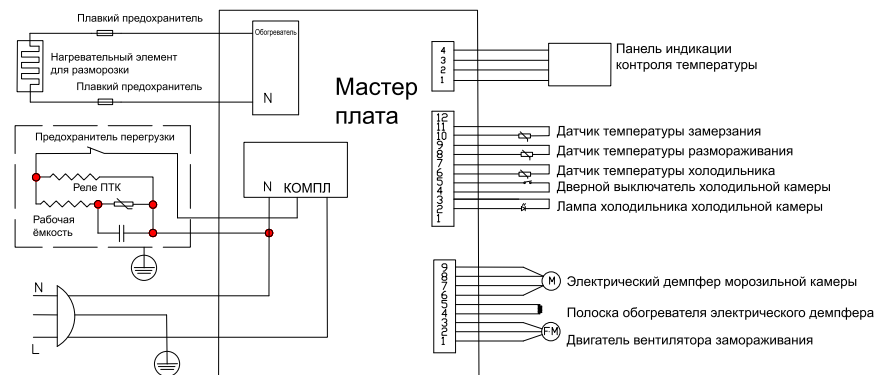 Плавкий предохранитель
Обогреватель
Нагревательный элемент
для разморозки
Плавкий предохранитель
N
Мастер
плата
4
3
2
1
Панель индикации
контроля температуры
Предохранитель перегрузки
Реле ПТК
Рабочая
ёмкость
N КОМПЛ
12
11
10
9
8
7
6
5
4
3
2
1
Датчик температуры замерзания
Датчик температуры размораживания
Датчик температуры холодильника
Дверной выключатель холодильной камеры
Лампа холодильника холодильной камеры
N
L
9
8
7
6
5
4
3
2
1
M
Электрический демпфер морозильной камеры
Полоска обогревателя электрического демпфера
FM
Двигатель вентилятора замораживания